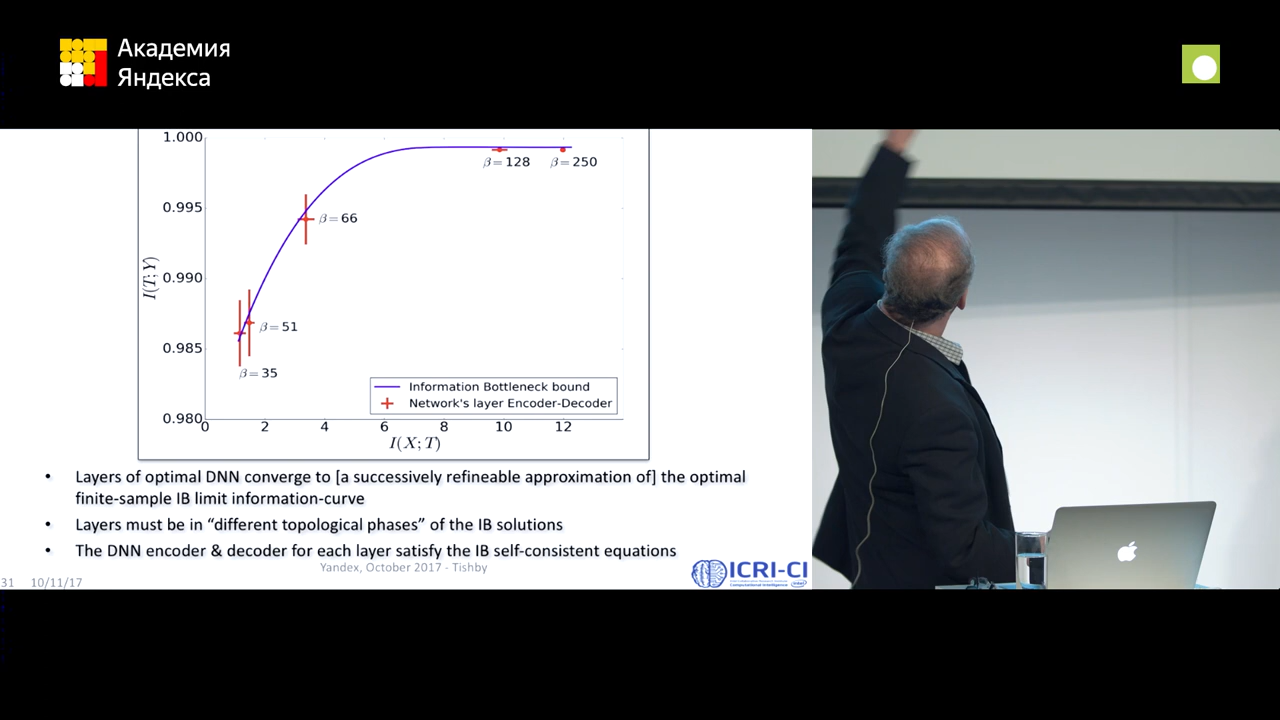 Академия
Яндекса
1.000
0.995
0.990
0.985
0.980
I(T;Y)
β=128
β=250
β=66
β=51
β=35
Information Bottleneck bound
Network's layer Encoder-Decoder
0
2
4
6
8
10
12
I(X;T)
• Layers of optimal DNN converge to [a successively refineable approximation of] the optimal
finite-sample IB limit information-curve
• Layers must be in “different topological phases” of the IB solutions
• The DNN encoder & decoder for each layer satisfy the IB self-consistent equations
Yandex, October 2017 - Tishby
31 10/11/17
ICRI-CI